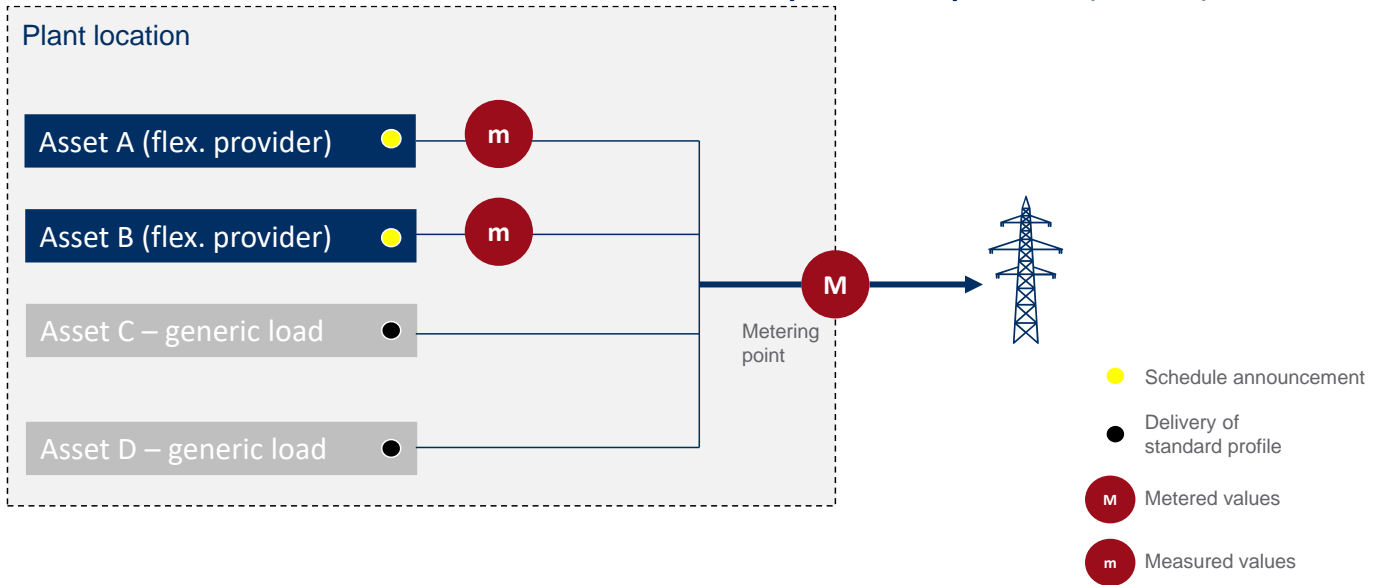 Plant location
Asset A (flex. provider)
m
Asset B (flex. provider)
m
M
Asset C – generic load
Metering
point
Asset D – generic load
Schedule announcement
Delivery of
standard profile
M
Metered values
m
Measured values